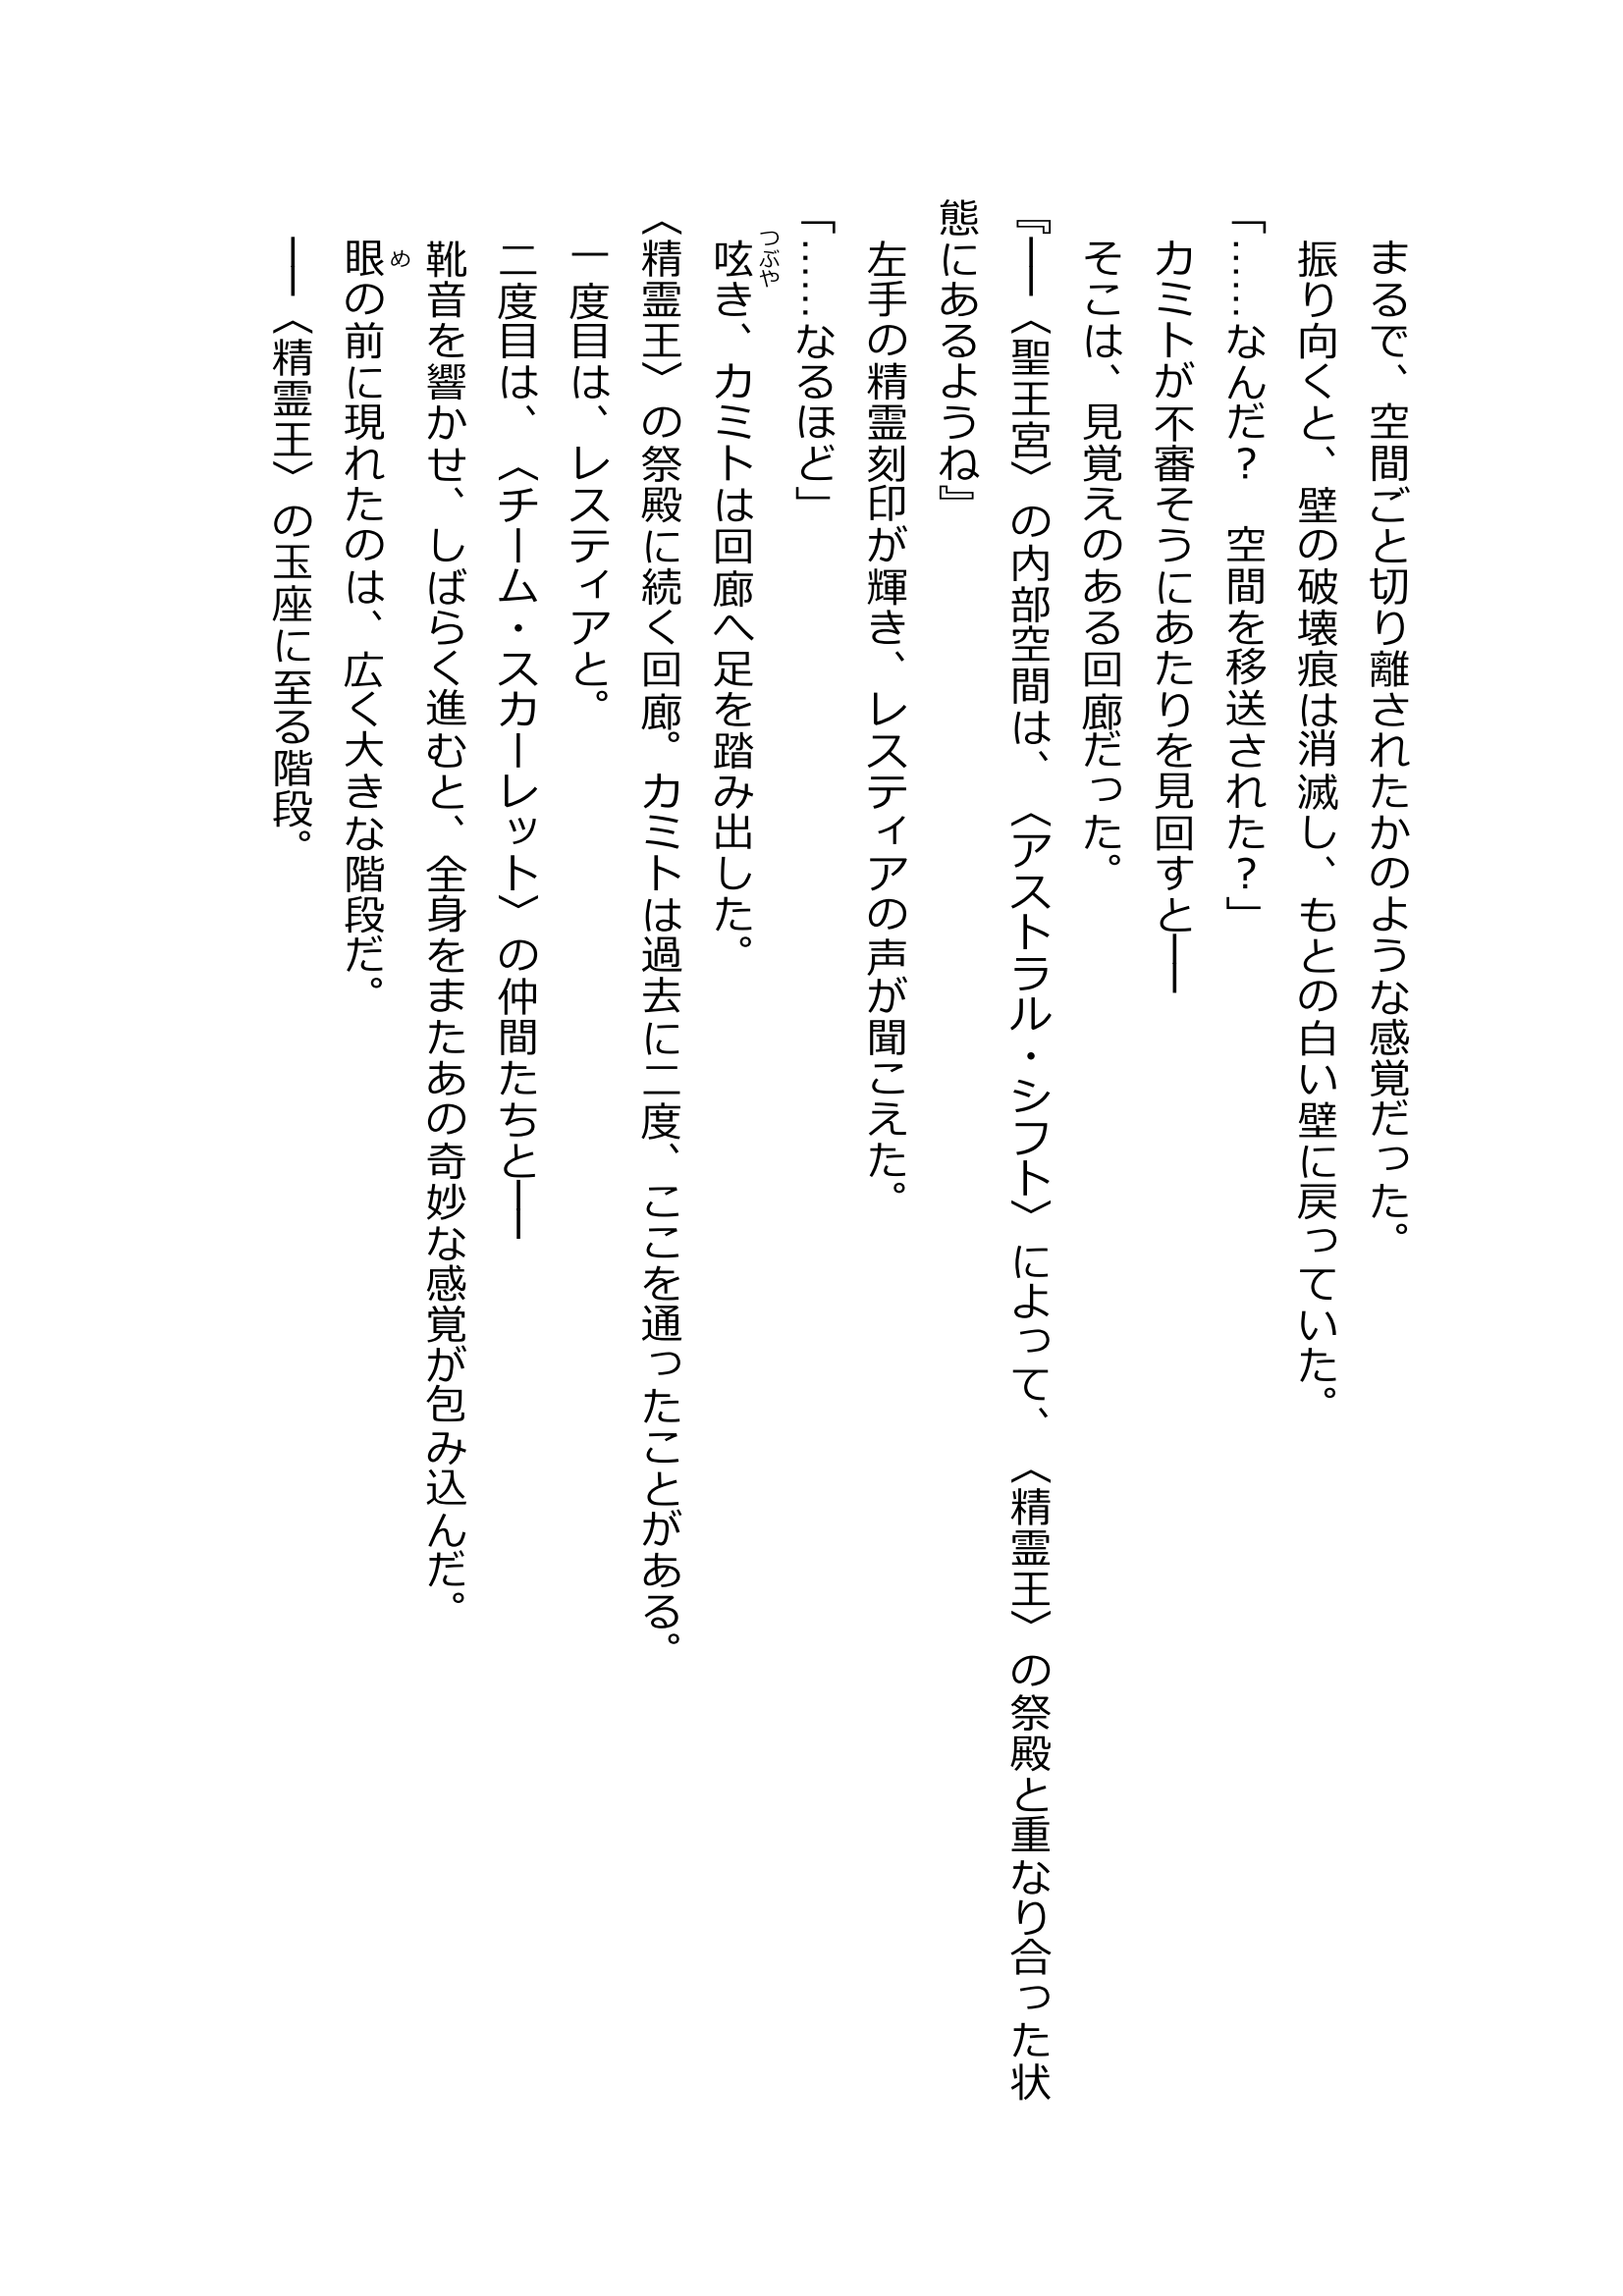 まるで、空間ごと切り離されたかのような感覚だった。
振り向くと、壁の破壊痕は消滅し、もとの白い壁に戻っていた。
「……なんだ?　空間を移送された?」
カミトが不審そうにあたりを見回すと――
そこは、見覚えのある回廊だった。
『――〈聖王宮〉の内部空間は、〈アストラル・シフト〉によって、〈精霊王〉の祭殿と重なり合った状
態にあるようね』
左手の精霊刻印が輝き、レスティアの声が聞こえた。
「……なるほど」
つぶや
呟き、カミトは回廊へ足を踏み出した。
〈精霊王〉の祭殿に続く回廊。カミトは過去に二度、ここを通ったことがある。
一度目は、レスティアと。
二度目は、〈チーム・スカーレット〉の仲間たちと――
靴音を響かせ、しばらく進むと、全身をまたあの奇妙な感覚が包み込んだ。
め
眼の前に現れたのは、広く大きな階段だ。
――〈精霊王〉の玉座に至る階段。